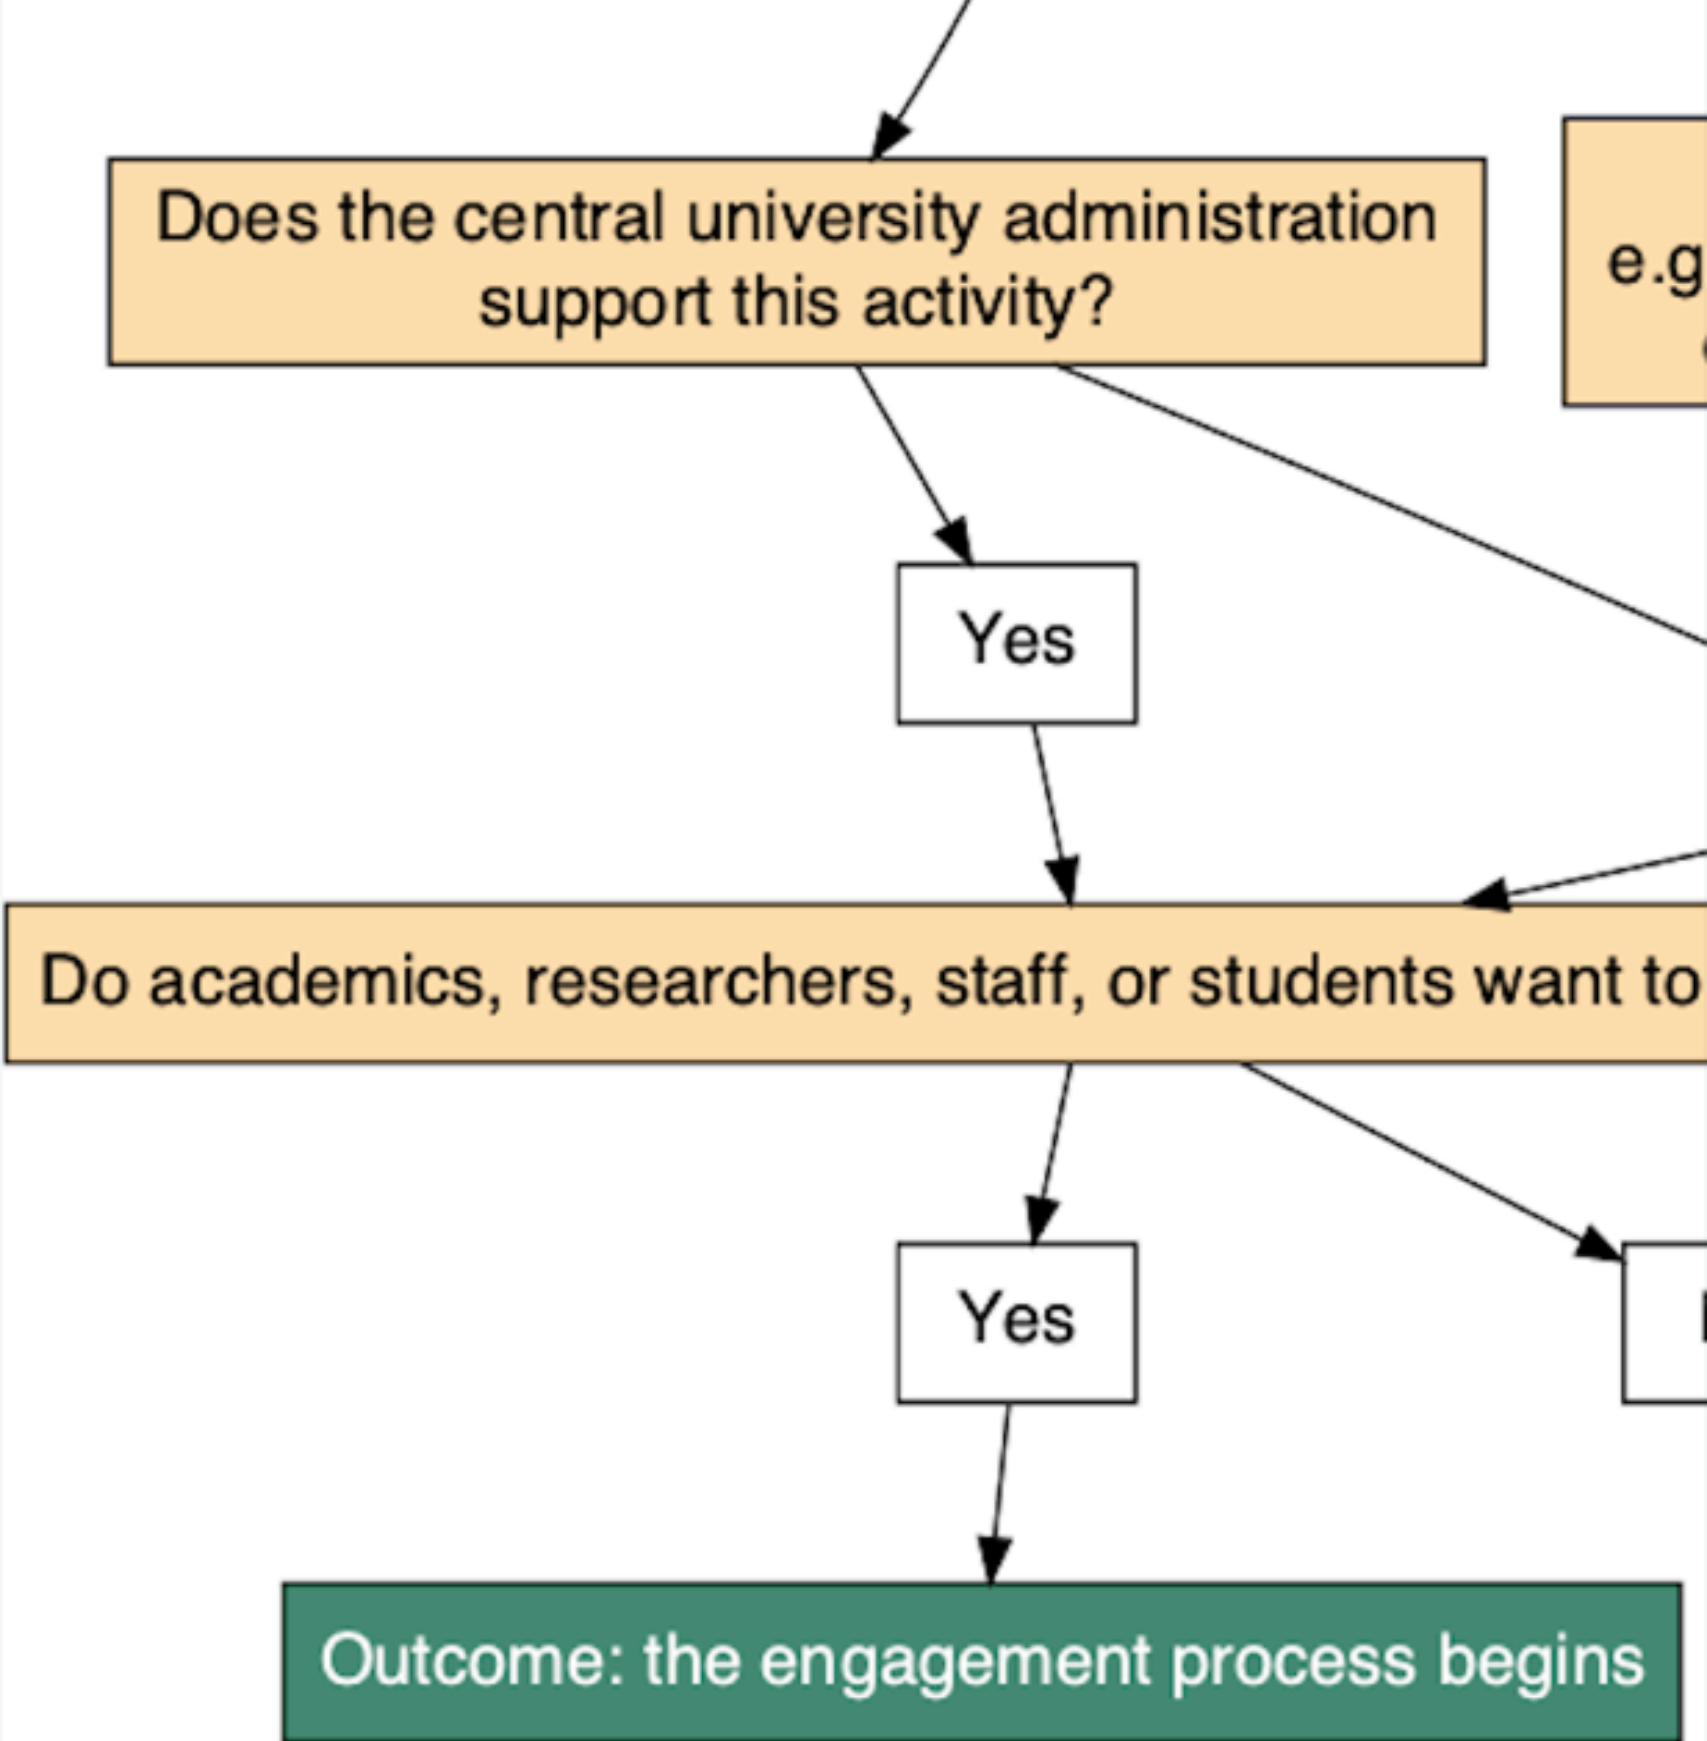 Does the central university administration
support this activity?
e.g
Yes
Do academics, researchers, staff, or students want to
Yes
Outcome: the engagement process begins